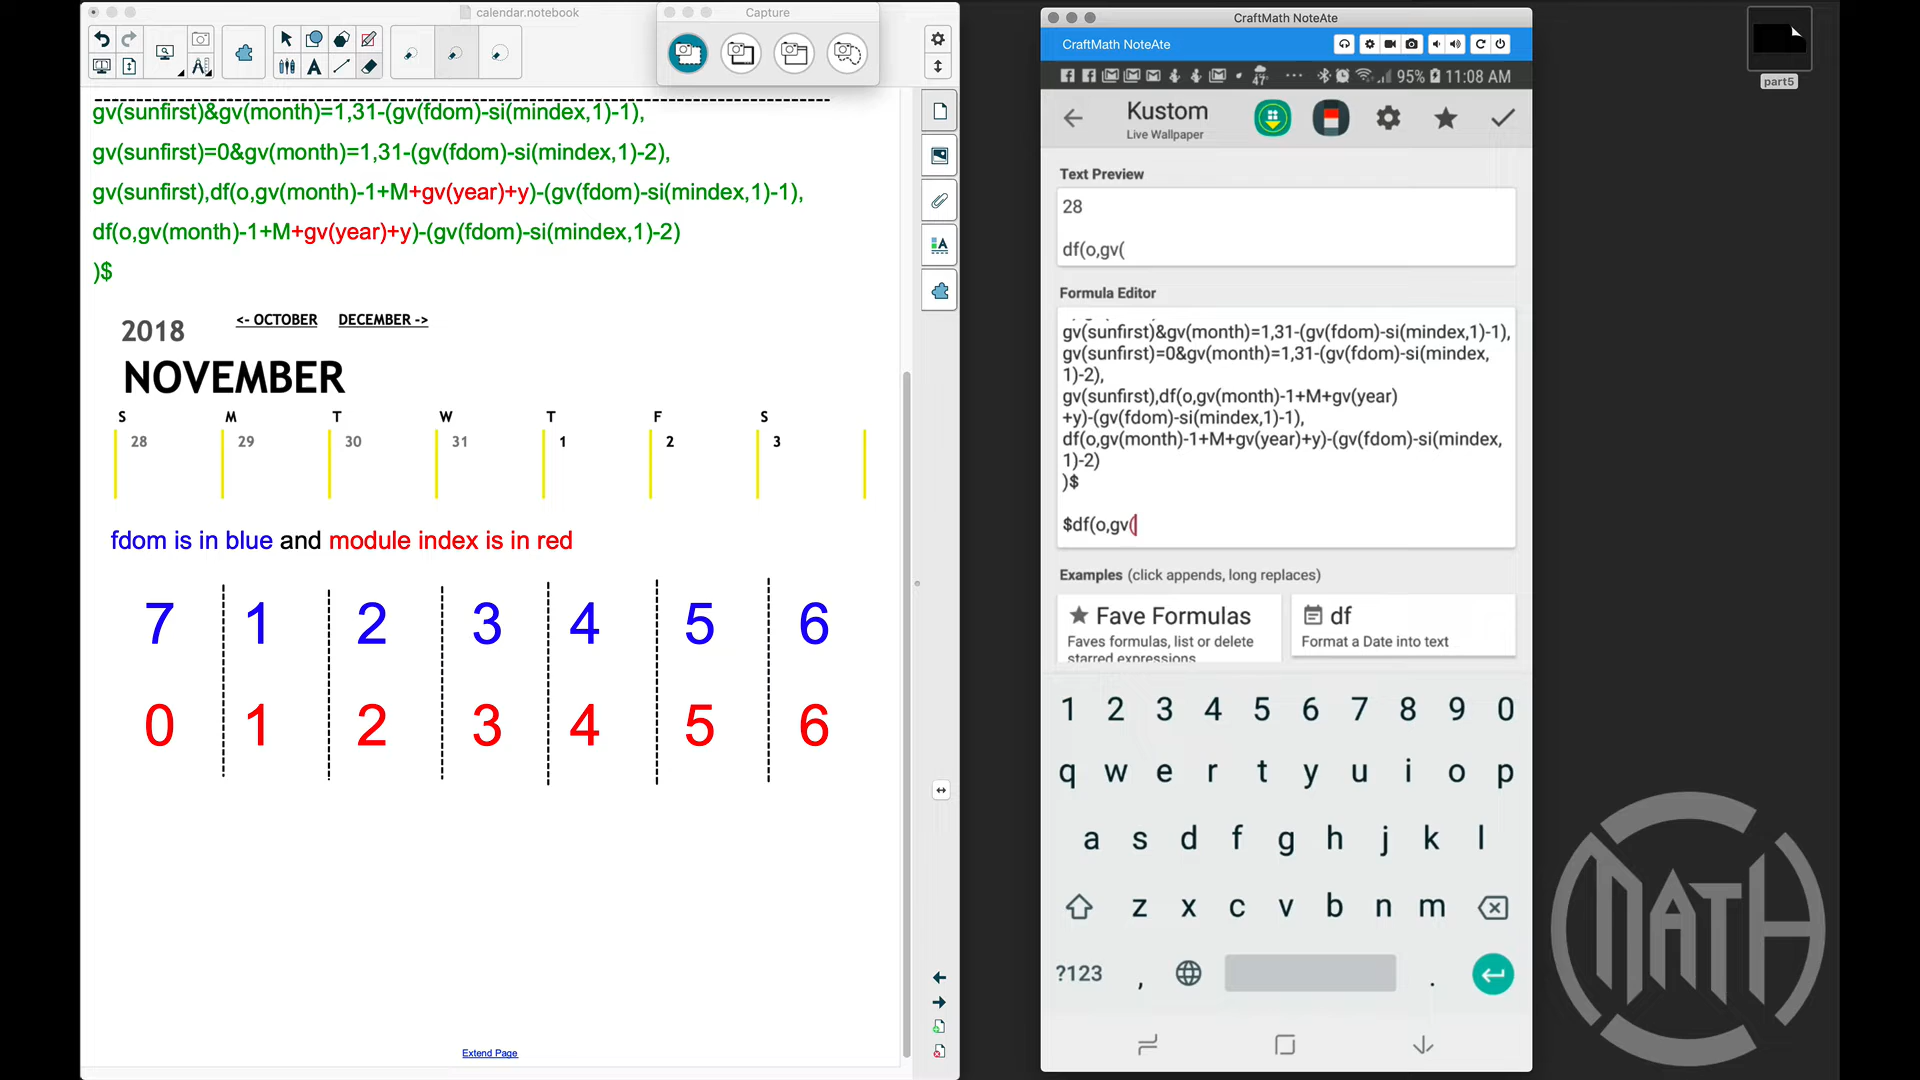 calendar.notebook
gv(sunfirst)&gv(month)=1,31-(gv(fdom)-si(mindex,1)-1),
gv(sunfirst)=0&gv(month)=1,31-(gv(fdom)-si(mindex,1)-2),
gv(sunfirst),df(o,gv(month)-1+M+gv(year)+y)-(gv(fdom)-si(mindex,1)-1),
df(o,gv(month)-1+M+gv(year)+y)-(gv(fdom)-si(mindex,1)-2)
)$
2018
<- OCTOBER DECEMBER ->
NOVEMBER
S M T W T F S
28 29 30 31 1 2 3
fdom is in blue and module index is in red
7 1 2 3 4 5 6
0 1 2 3 4 5 6
Extend Page
Capture
CraftMath NoteAte
CraftMath NoteAte
47 95% 11:08 AM
Kustom
Live Wallpaper
Text Preview
28
df(o,gv(
Formula Editor
gv(sunfirst)&gv(month)=1,31-(gv(fdom)-si(mindex,1)-1),
gv(sunfirst)=0&gv(month)=1,31-(gv(fdom)-si(mindex,
1)-2),
gv(sunfirst),df(o,gv(month)-1+M+gv(year)
+y)-(gv(fdom)-si(mindex,1)-1),
df(o,gv(month)-1+M+gv(year)+y)-(gv(fdom)-si(mindex,
1)-2)
)$
$df(o,gv(
Examples (click appends, long replaces)
Fave Formulas
Faves formulas, list or delete
starred expressions
df
Format a Date into text
1 2 3 4 5 6 7 8 9 0
q w e r t y u i o p
a s d f g h j k l
z x c v b n m
?123 , .
part5
MATH